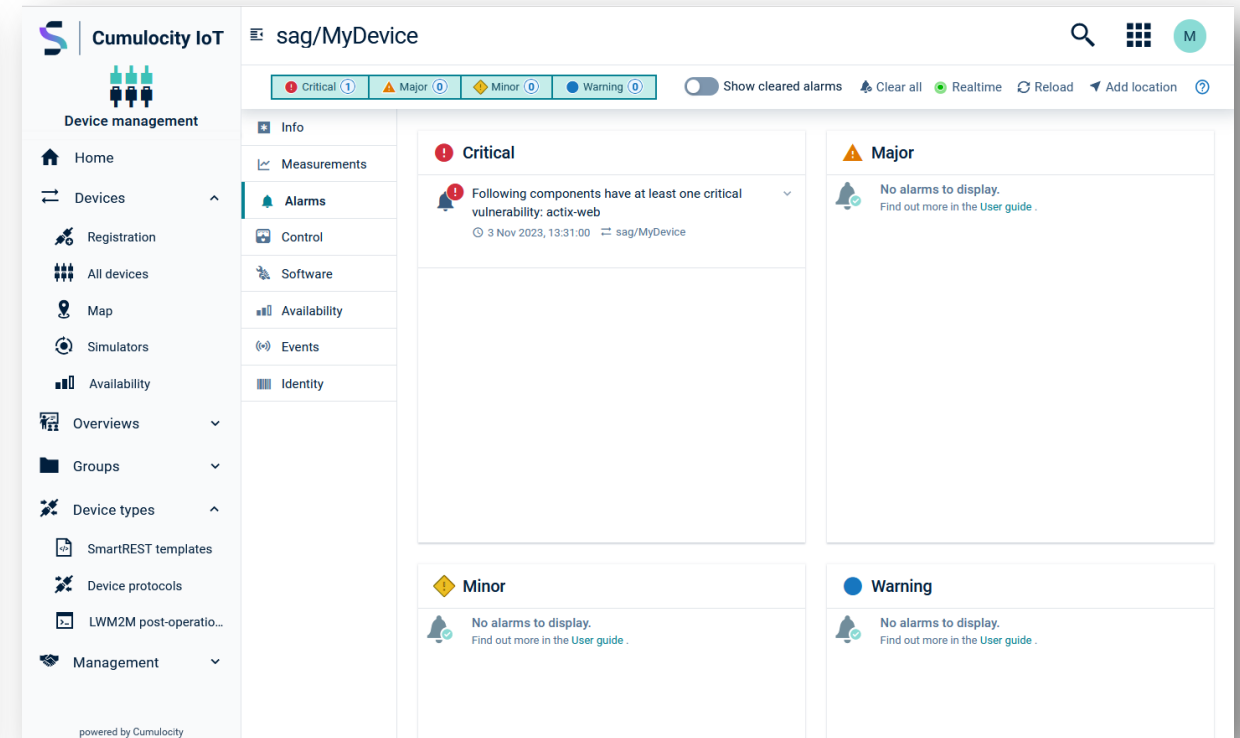 Cumulocity IoT
Device management
Home
Devices
Registration
All devices
Map
Simulators
Availability
Overviews
Groups
Device types
SmartREST templates
Device protocols
LWM2M post-operatio...
Management
powered by Cumulocity
sag/MyDevice
M
Critical 1
Major 0
Minor 0
Warning 0
Show cleared alarms
Clear all
Realtime
Reload
Add location
Info
Measurements
Alarms
Control
Software
Availability
Events
Identity
Critical
Following components have at least one critical
vulnerability: actix-web
3 Nov 2023, 13:31:00 sag/MyDevice
Major
No alarms to display.
Find out more in the User guide .
Minor
No alarms to display.
Find out more in the User guide .
Warning
No alarms to display.
Find out more in the User guide .